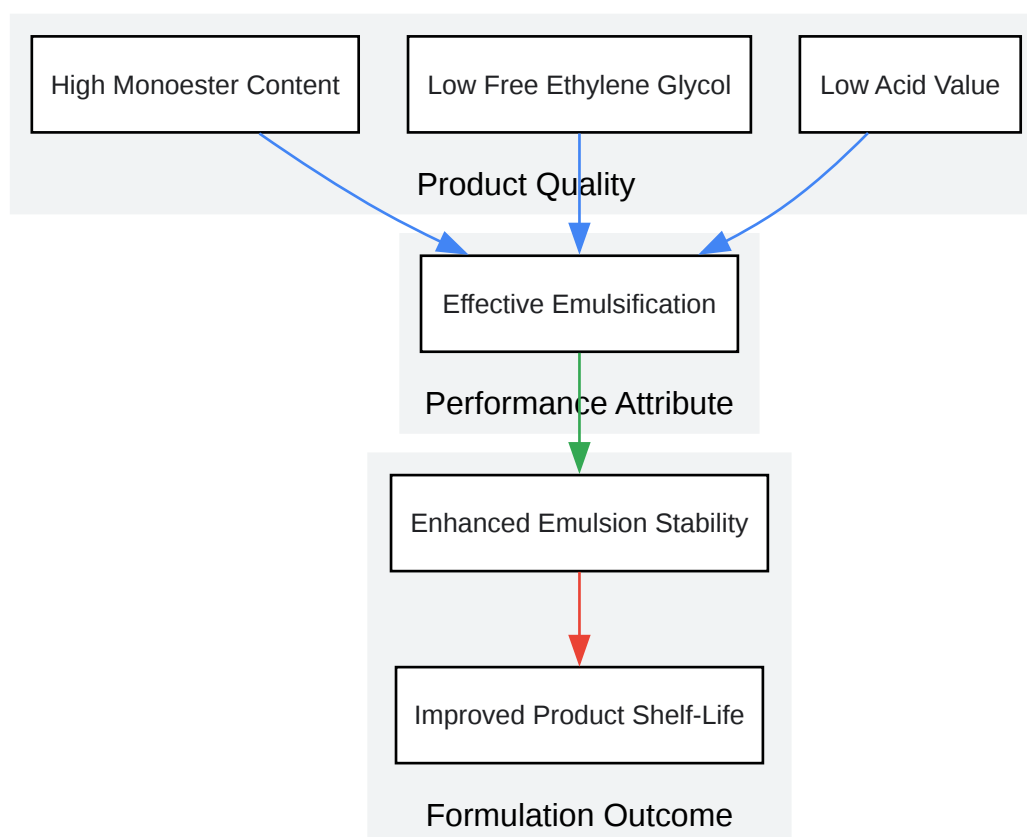 High Monoester Content
Low Free Ethylene Glycol
Low Acid Value
Product Quality
Effective Emulsification
Performance Attribute
Enhanced Emulsion Stability
Improved Product Shelf-Life
Formulation Outcome